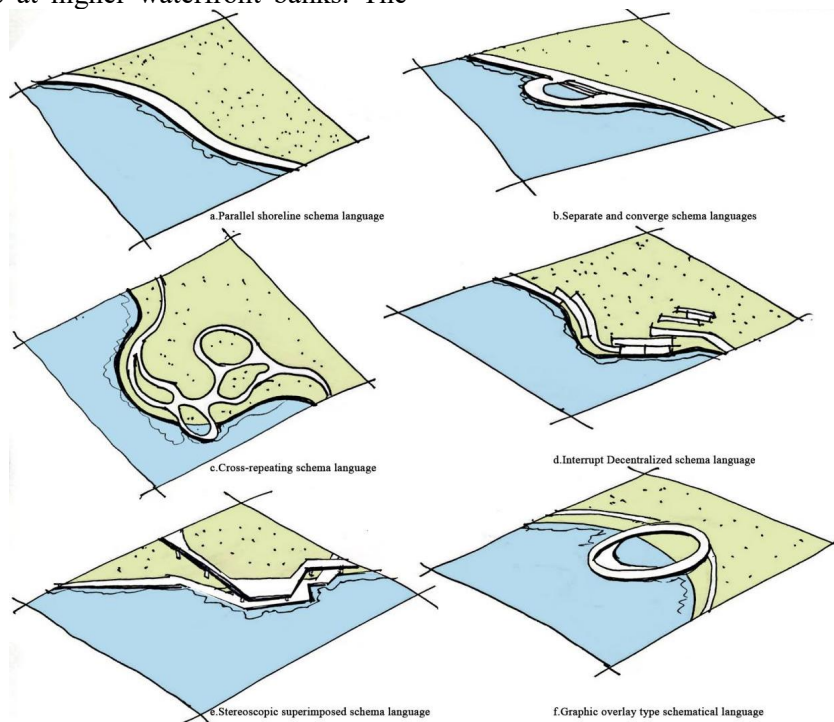 at higher waterfront banks. The
a.Parallel shoreline schema language
b.Separate and converge schema languages
c.Cross-repeating schema language
d.Interrupt Decentralized schema language
e.Stereoscopic superimposed schema language
f.Graphic overlay type schematical language